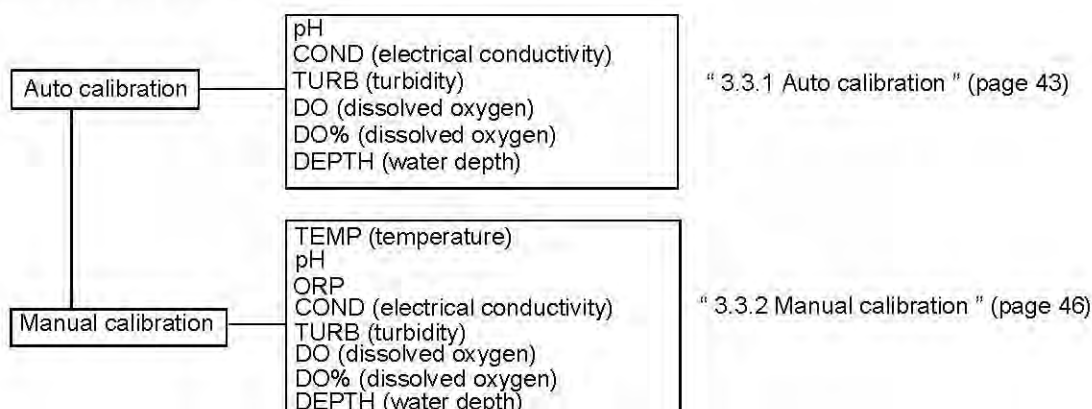 Auto calibration
pH
COND (electrical conductivity)
TURB (turbidity)
DO (dissolved oxygen)
DO% (dissolved oxygen)
DEPTH (water depth)
" 3.3.1 Auto calibration " (page 43)
Manual calibration
TEMP (temperature)
pH
ORP
COND (electrical conductivity)
TURB (turbidity)
DO (dissolved oxygen)
DO% (dissolved oxygen)
DEPTH (water depth)
" 3.3.2 Manual calibration " (page 46)